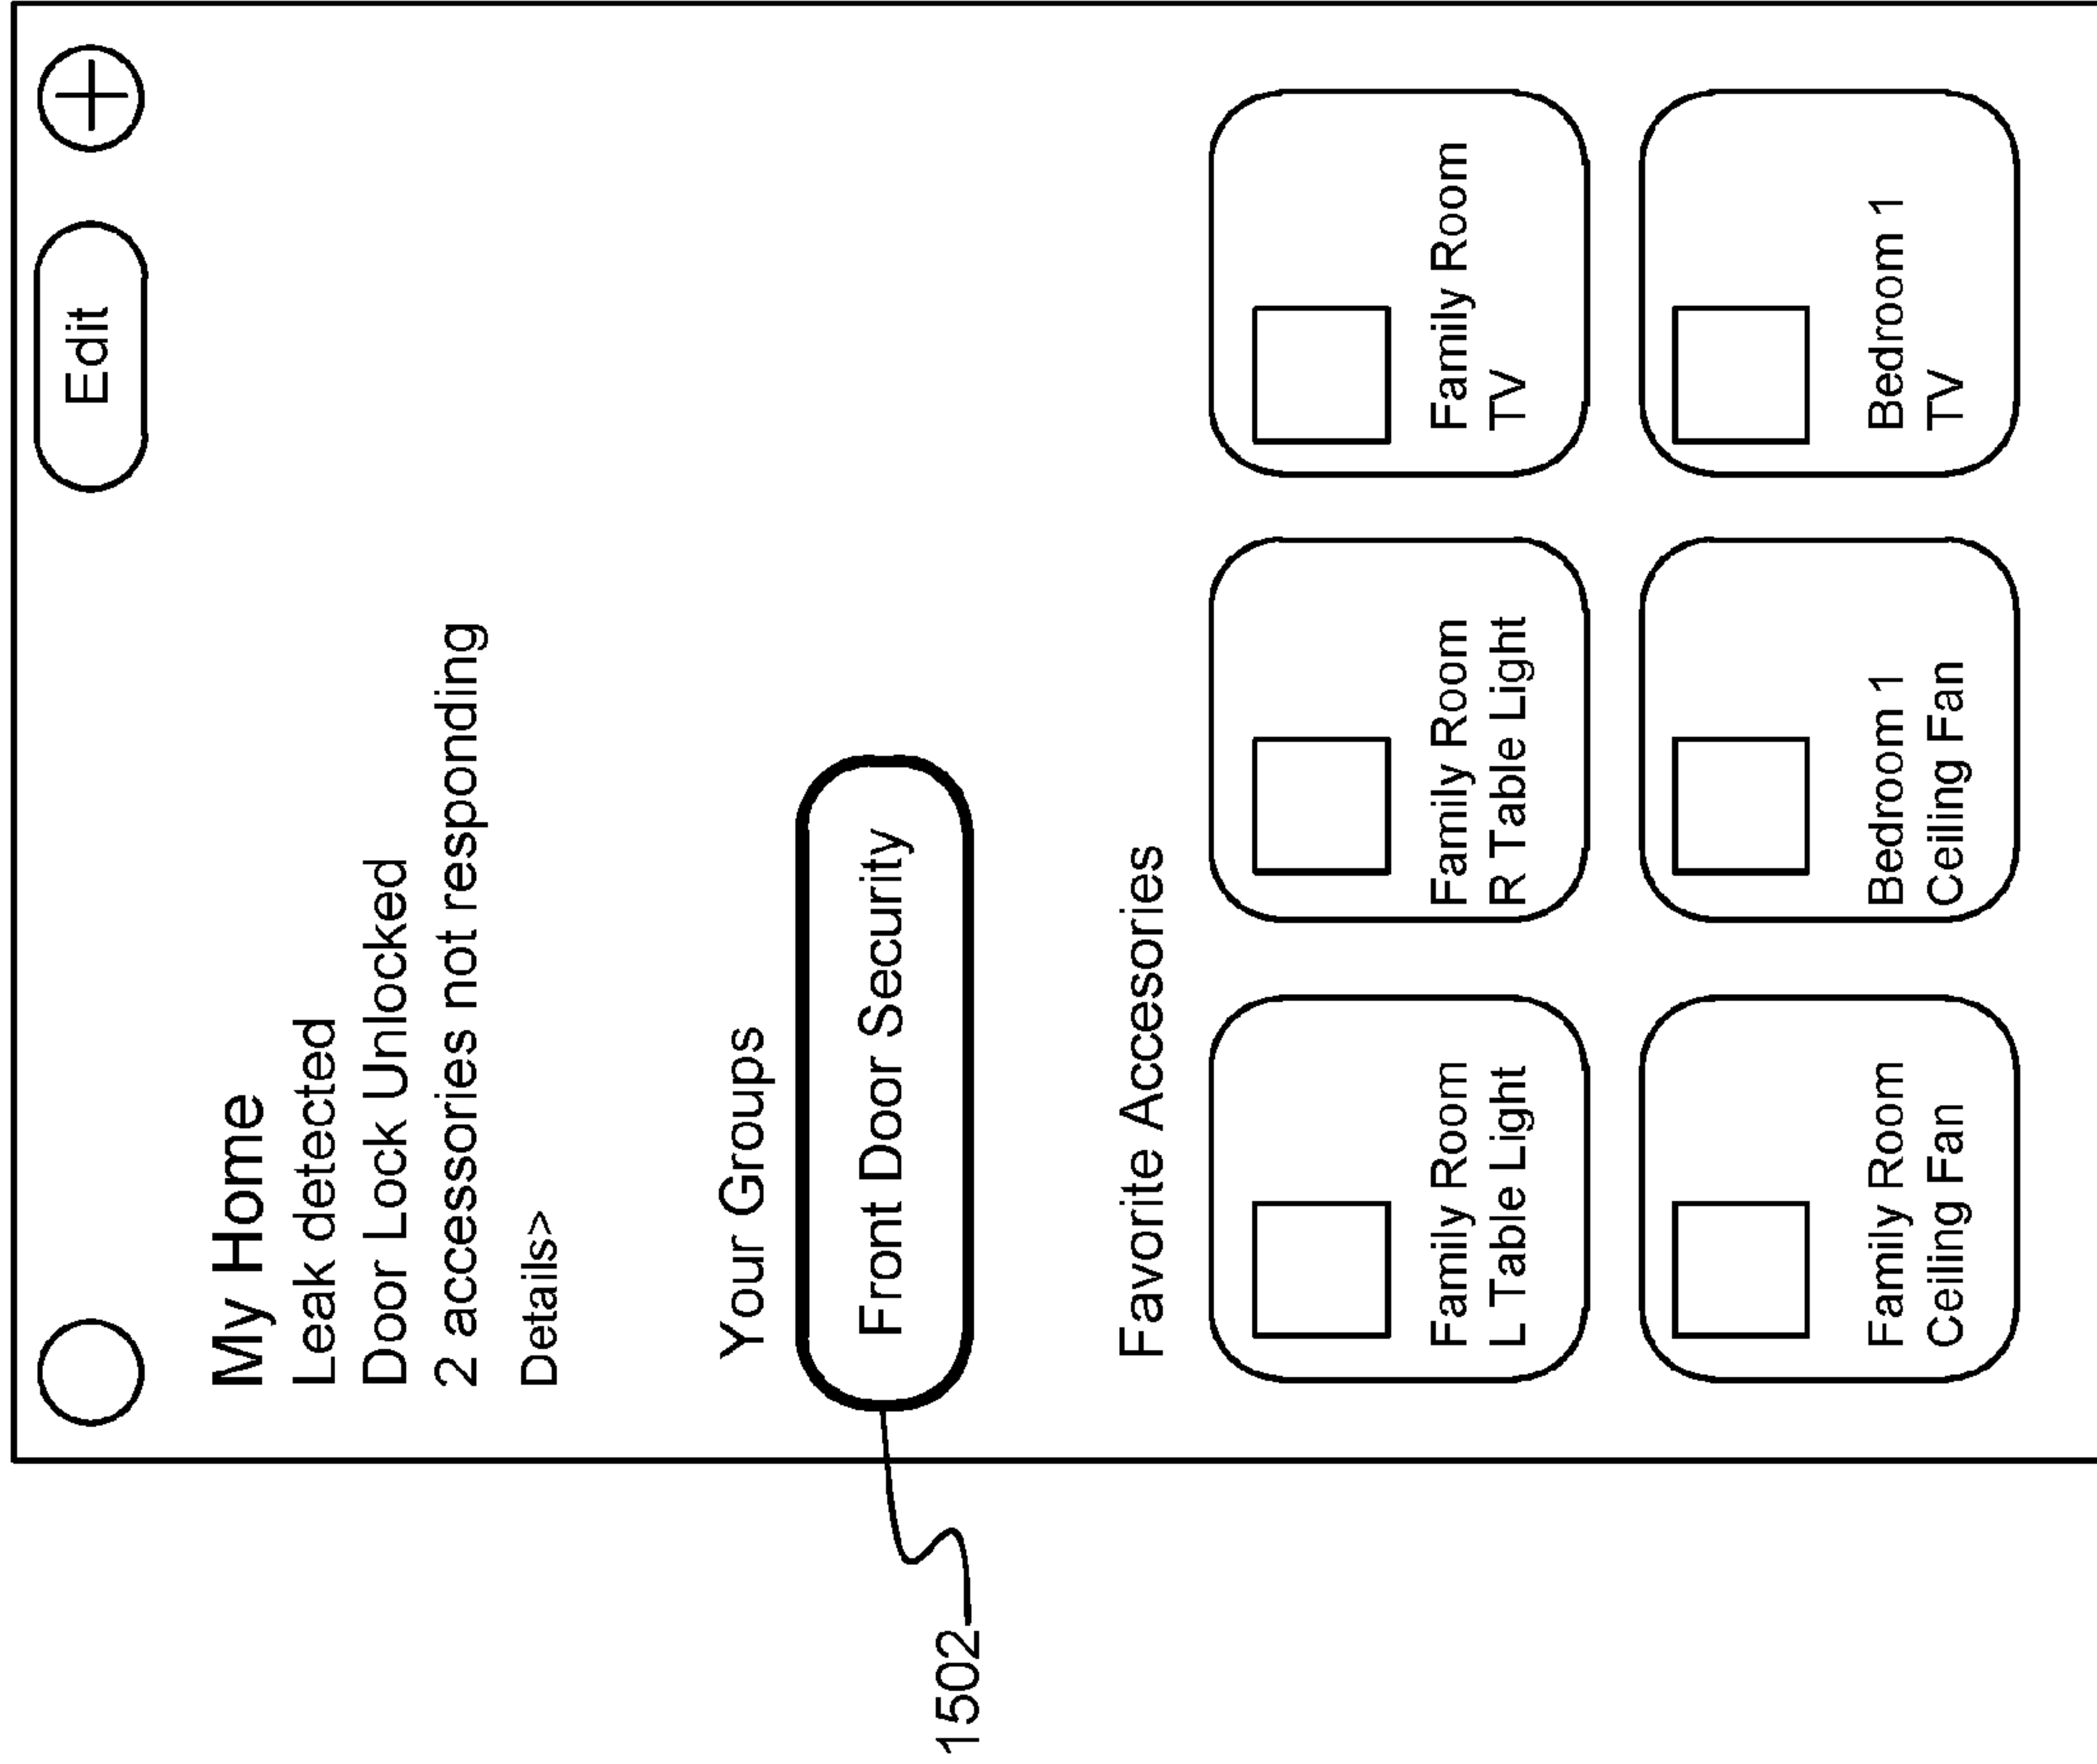 Edit
My Home
Leak detected
Door Lock Unlocked
2 accessories not responding
Details>
Your Groups
Front Door Security
1502
Favorite Accessories
Family Room
L Table Light
Family Room
R Table Light
Family Room
TV
Family Room
Ceiling Fan
Bedroom 1
Ceiling Fan
Bedroom 1
TV